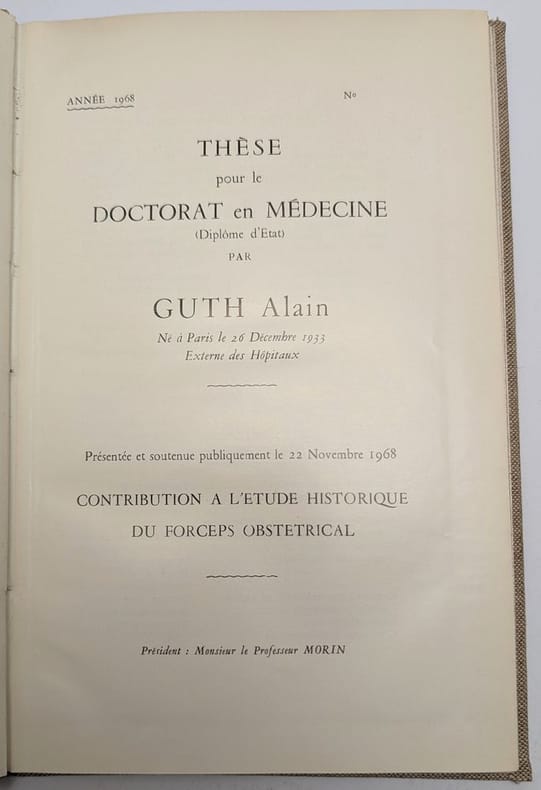 ANNÉE 1968
No
THÈSE
pour le
DOCTORAT en MÉDECINE
(Diplôme d'Etat)
PAR
GUTH Alain
Né à Paris le 26 Décembre 1933
Externe des Hôpitaux
Présentée et soutenue publiquement le 22 Novembre 1968
CONTRIBUTION A L'ETUDE HISTORIQUE
DU FORCEPS OBSTETRICAL
Président : Monsieur le Professeur MORIN